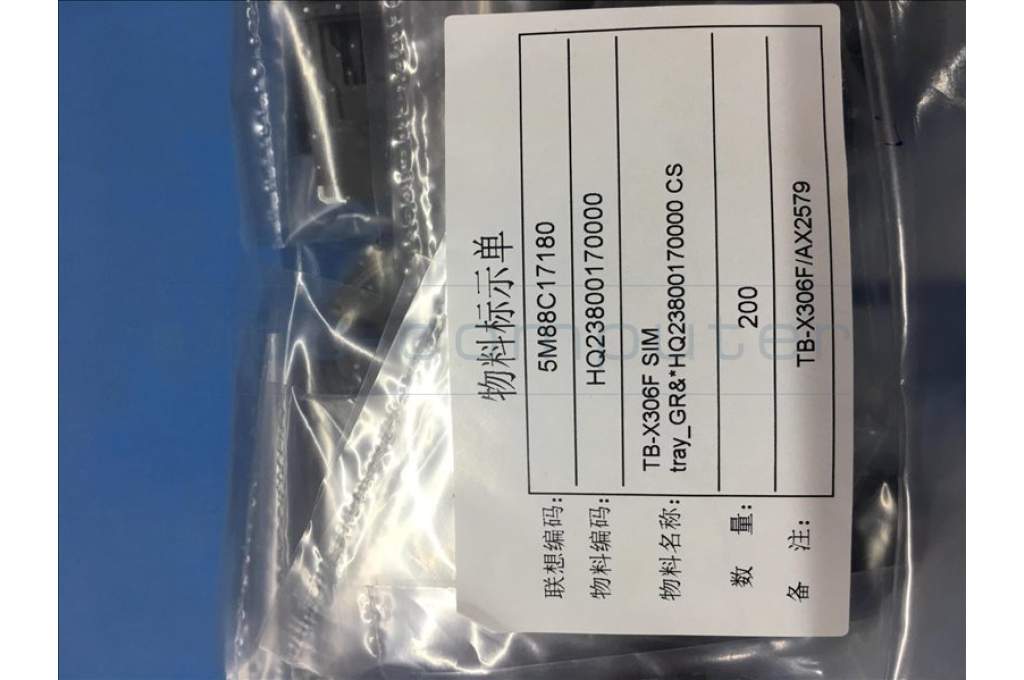 物料标示单
联想编码: 5M88C17180
物料编码: HQ23800170000
物料名称: TB-X306F SIM
tray_GR&*HQ23800170000 CS
数 量: 200
备 注: TB-X306F/AX2579
computer